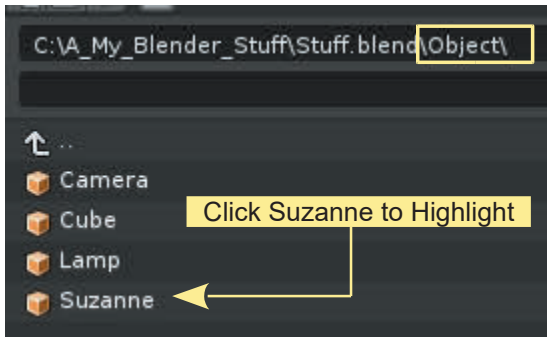 C:\A_My_Blender_Stuff\Stuff.blend\Object\
..
Camera
Cube
Click Suzanne to Highlight
Lamp
Suzanne